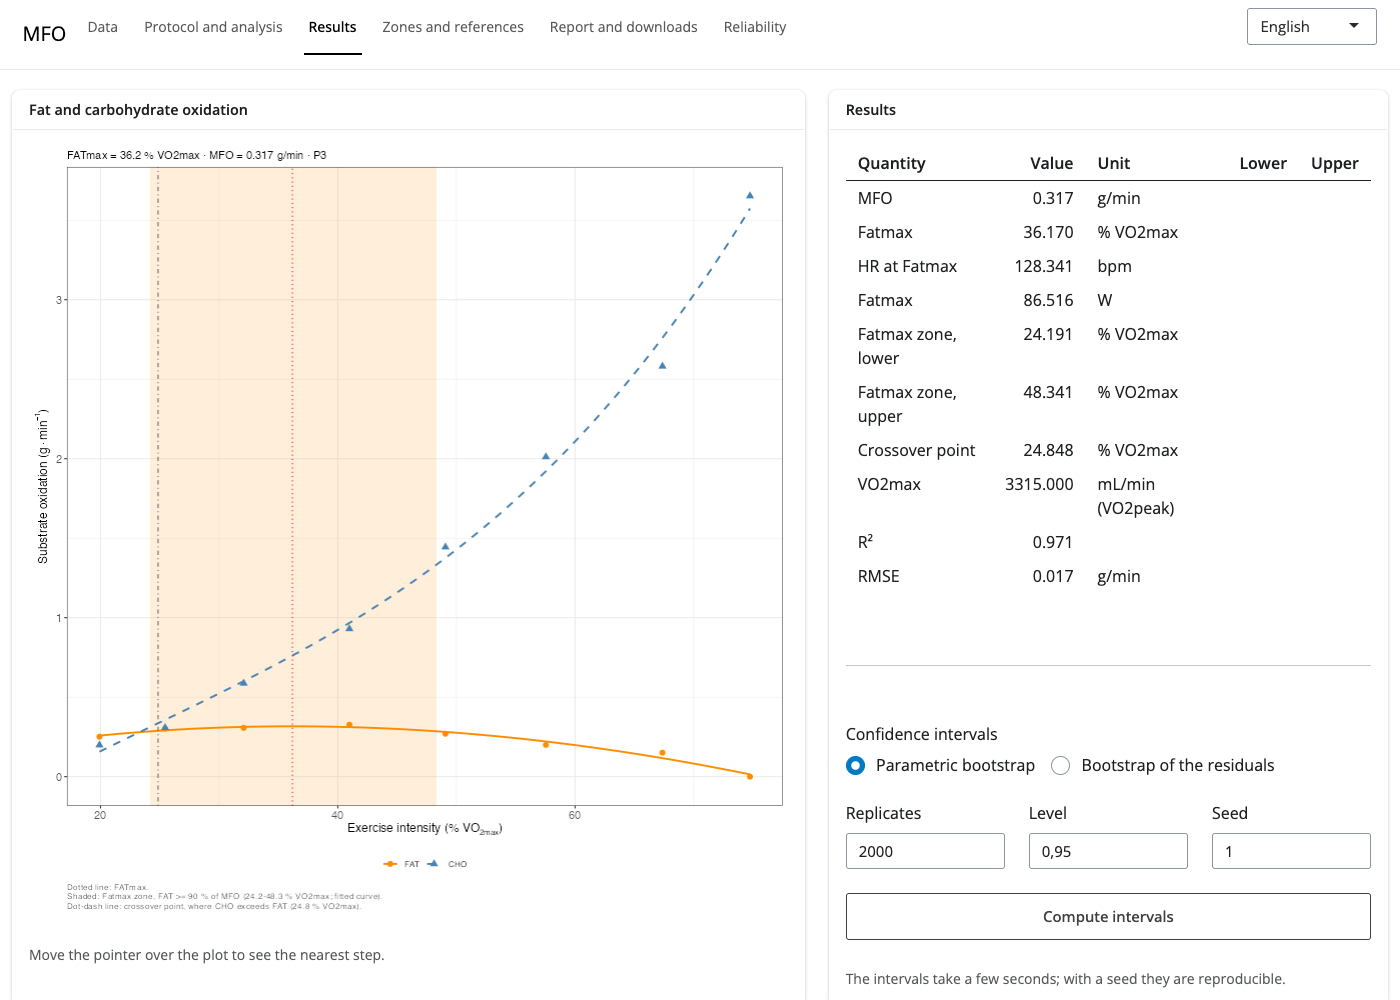 MFO
Data
Protocol and analysis
Results
Zones and references
Report and downloads
Reliability
English
Fat and carbohydrate oxidation
FATmax = 36.2 % VO2max · MFO = 0.317 g/min · P3
Substrate oxidation (g · min⁻¹)
3
2
1
0
20
40
60
Exercise intensity (% VO2max)
FAT
CHO
Dotted line: FATmax.
Shaded: Fatmax zone, FAT >= 90 % of MFO (24.2-48.3 % VO2max; fitted curve).
Dot-dash line: crossover point, where CHO exceeds FAT (24.8 % VO2max).
Move the pointer over the plot to see the nearest step.
Results
Quantity Value Unit Lower Upper
MFO 0.317 g/min
Fatmax 36.170 % VO2max
HR at Fatmax 128.341 bpm
Fatmax 86.516 W
Fatmax zone, 24.191 % VO2max
lower
Fatmax zone, 48.341 % VO2max
upper
Crossover point 24.848 % VO2max
VO2max 3315.000 mL/min
(VO2peak)
R² 0.971
RMSE 0.017 g/min
Confidence intervals
Parametric bootstrap Bootstrap of the residuals
Replicates Level Seed
2000 0,95 1
Compute intervals
The intervals take a few seconds; with a seed they are reproducible.